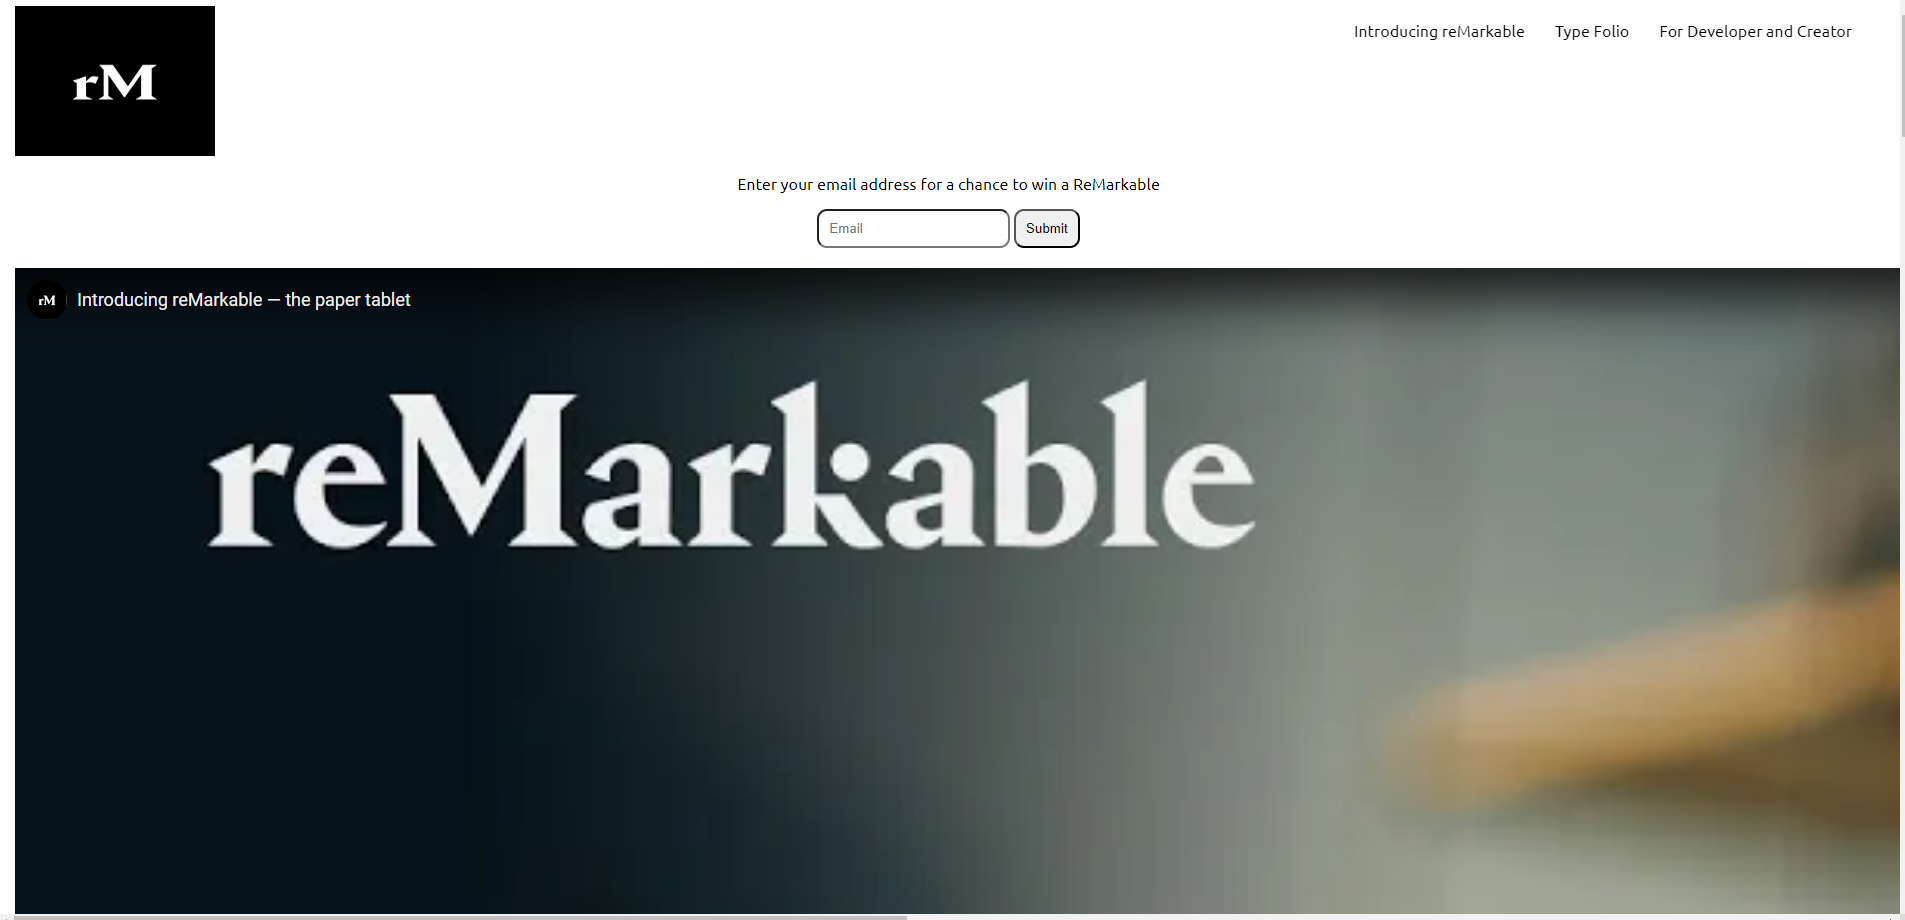 rM
Introducing reMarkable
Type Folio
For Developer and Creator
Enter your email address for a chance to win a ReMarkable
Email
Submit
rM
Introducing reMarkable — the paper tablet
reMarkable